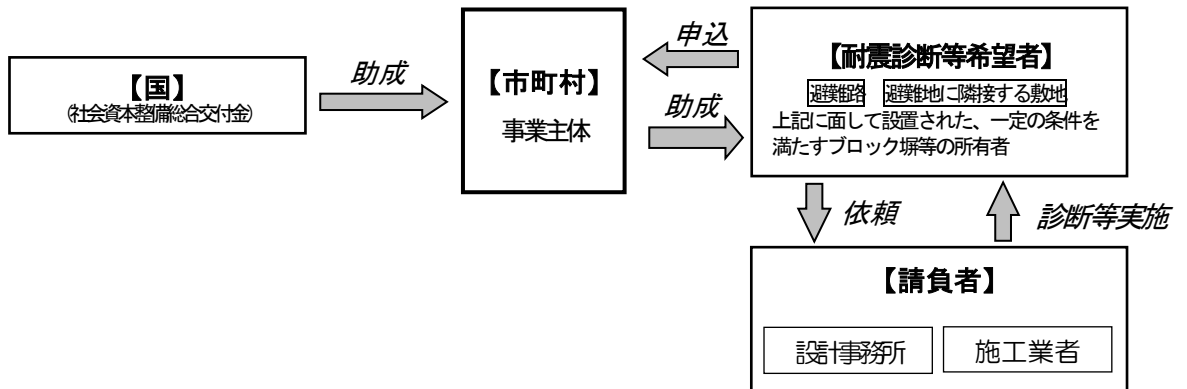 【国】
(社会資本整備総合交付金)
助成
【市町村】
事業主体
申込
助成
【耐震診断等希望者】
避難路 避難地に隣接する敷地
上記に面して設置された、一定の条件を
満たすブロック塀等の所有者
依頼
診断等実施
【請負者】
設計事務所
施工業者